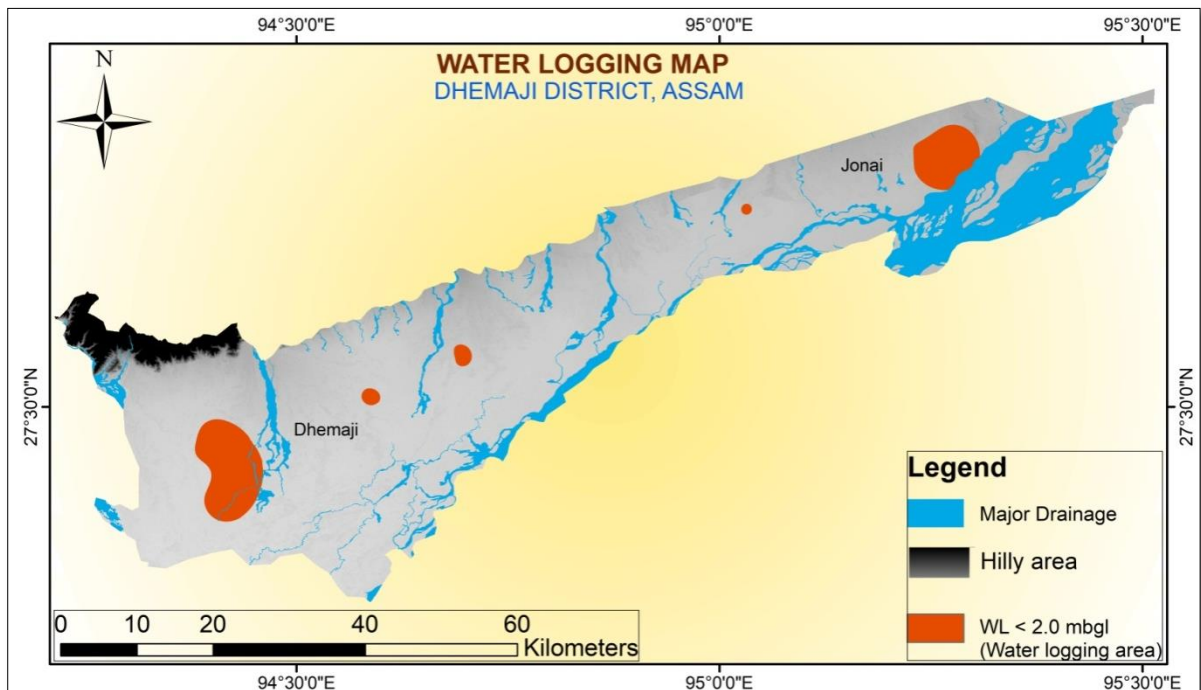 94°30'0"E 95°0'0"E 95°30'0"E
N
WATER LOGGING MAP
DHEMAJI DISTRICT, ASSAM
Jonai
27°30'0"N 27°30'0"N
Dhemaji
Legend
Major Drainage
Hilly area
WL < 2.0 mbgl
(Water logging area)
0 10 20 40 60
Kilometers
94°30'0"E 95°0'0"E 95°30'0"E